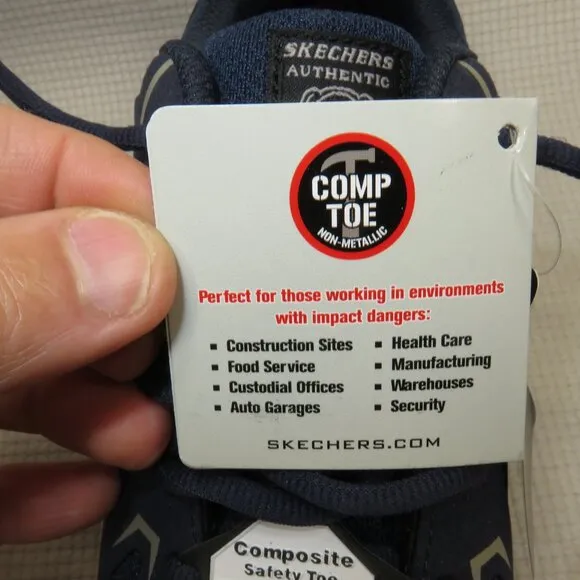 SKECHERS
AUTHENTIC
COMP
TOE
NON-METALLIC
Perfect for those working in environments
with impact dangers:
▪ Construction Sites
▪ Food Service
▪ Custodial Offices
▪ Auto Garages
▪ Health Care
▪ Manufacturing
▪ Warehouses
▪ Security
SKECHERS.COM
Composite
Safety Toe